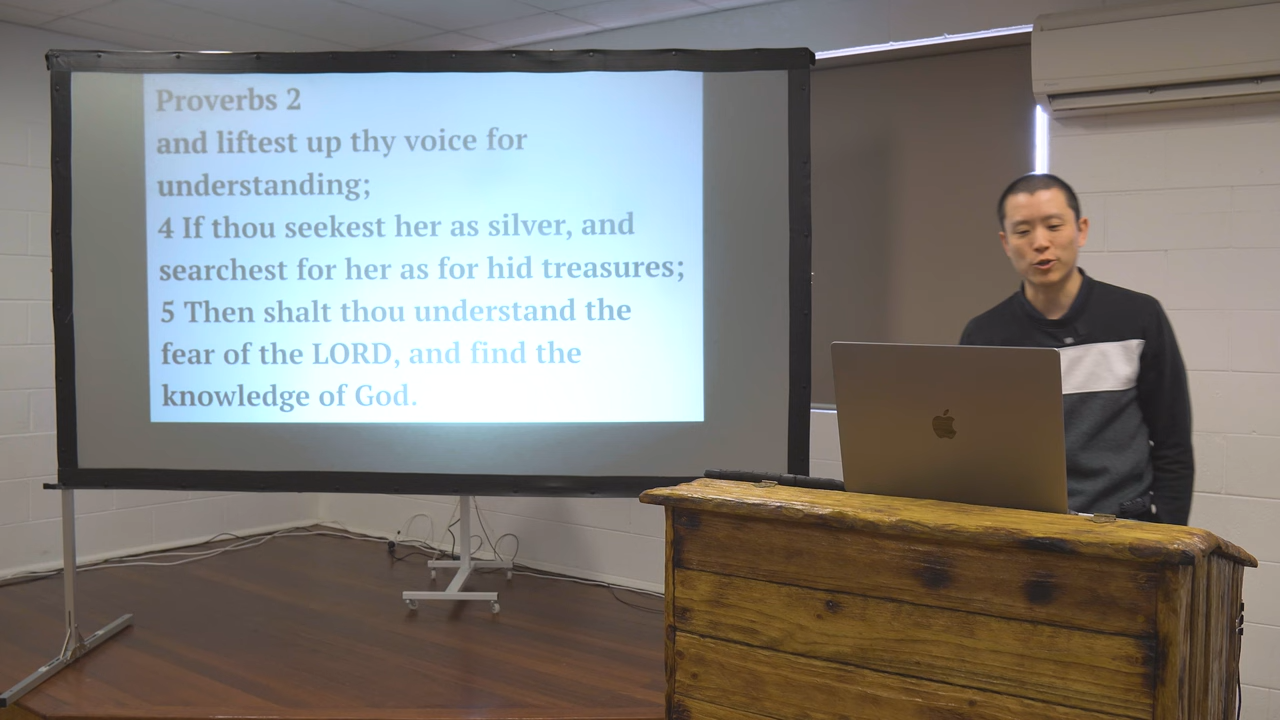 Proverbs 2
and liftest up thy voice for
understanding;
4 If thou seekest her as silver, and
searchest for her as for hid treasures;
5 Then shalt thou understand the
fear of the LORD, and find the
knowledge of God.